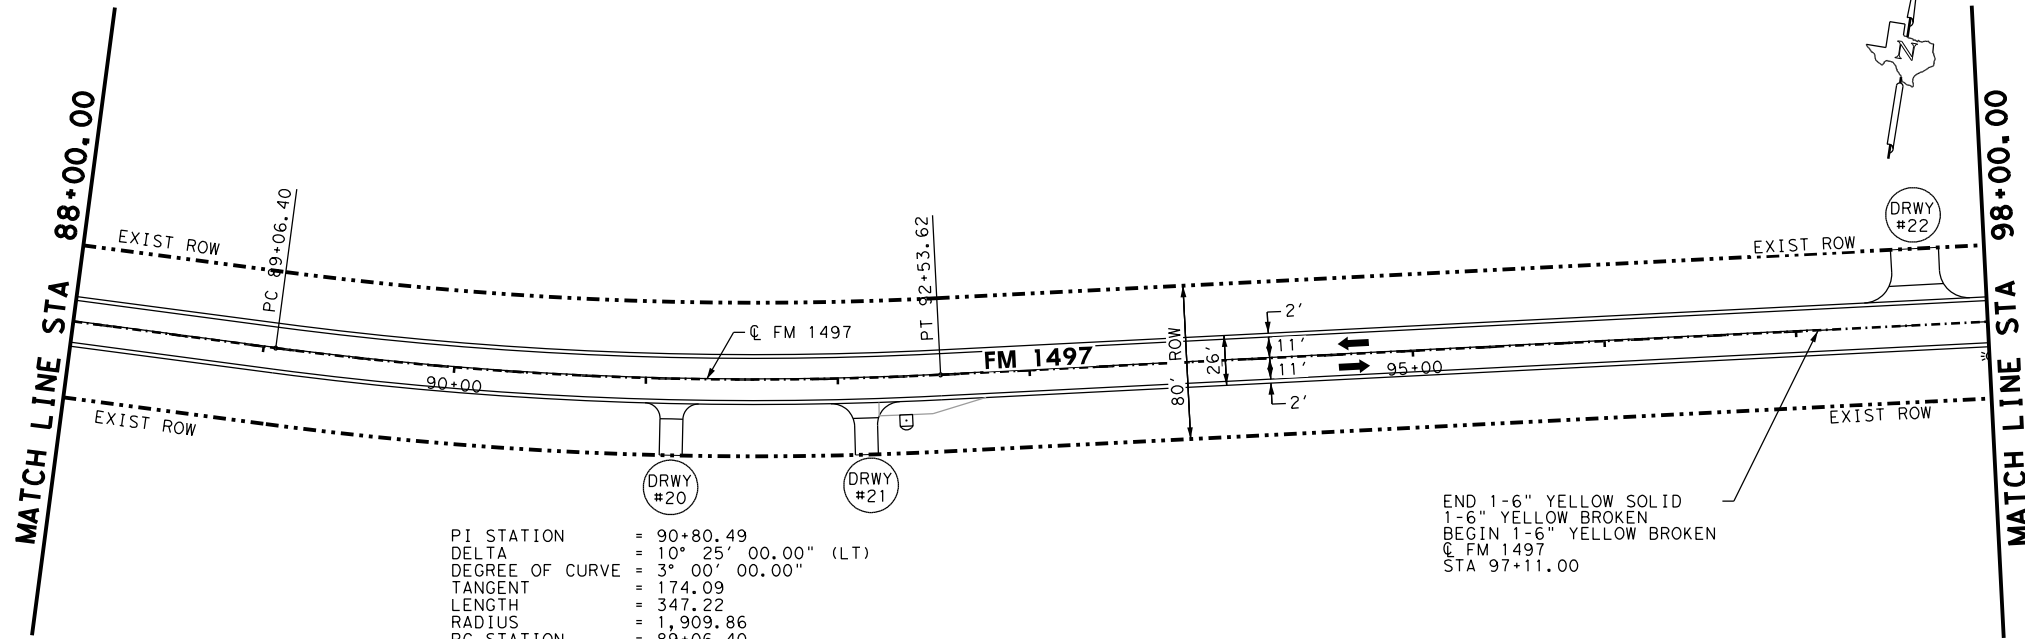 MATCH LINE STA 88+00.00
EXIST ROW
PC 89+06.40
EXIST ROW
90+00
℄ FM 1497
PT 92+53.62
FM 1497
80' ROW
26'
2'
11'
11'
2'
95+00
EXIST ROW
EXIST ROW
DRWY
#22
N
MATCH LINE STA 98+00.00
DRWY
#20
DRWY
#21
PI STATION = 90+80.49
DELTA = 10° 25' 00.00" (LT)
DEGREE OF CURVE = 3° 00' 00.00"
TANGENT = 174.09
LENGTH = 347.22
RADIUS = 1,909.86
PC STATION = 89+06.40
END 1-6" YELLOW SOLID
1-6" YELLOW BROKEN
BEGIN 1-6" YELLOW BROKEN
℄ FM 1497
STA 97+11.00